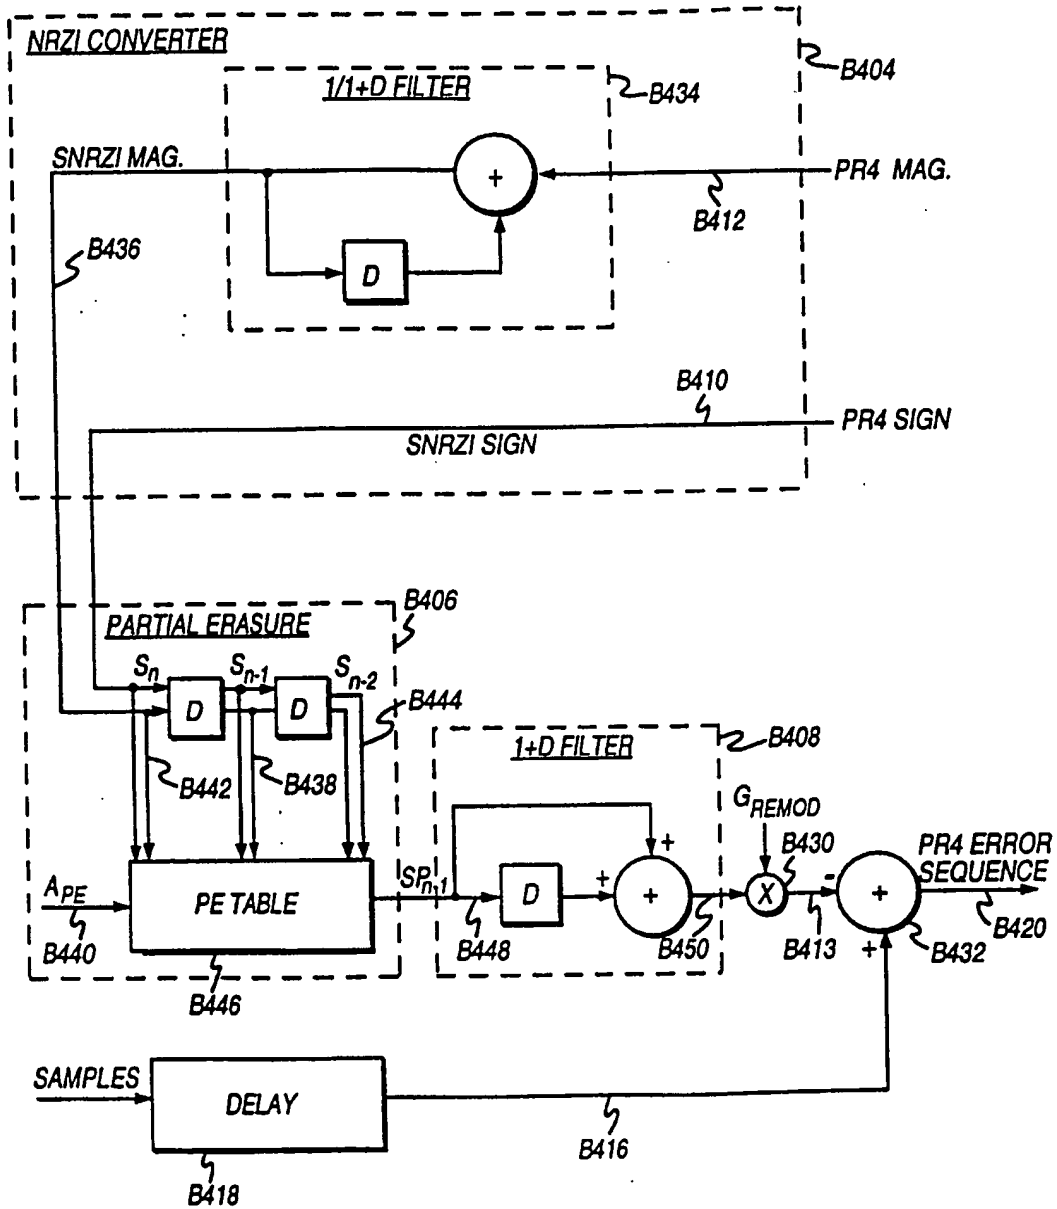 NRZI CONVERTER
B404
1/1+D FILTER
B434
SNRZI MAG.
+
PR4 MAG.
B412
B436
D
B410
PR4 SIGN
SNRZI SIGN
B406
PARTIAL ERASURE
Sn
Sn-1
Sn-2
D
D
B444
B442
B438
B408
1+D FILTER
GREMOD
B430
PR4 ERROR
SEQUENCE
+
APE
PE TABLE
SPn-1
D
+
+
X
-
+
B440
B448
B450
B413
+
B432
B420
B446
SAMPLES
DELAY
B416
B418